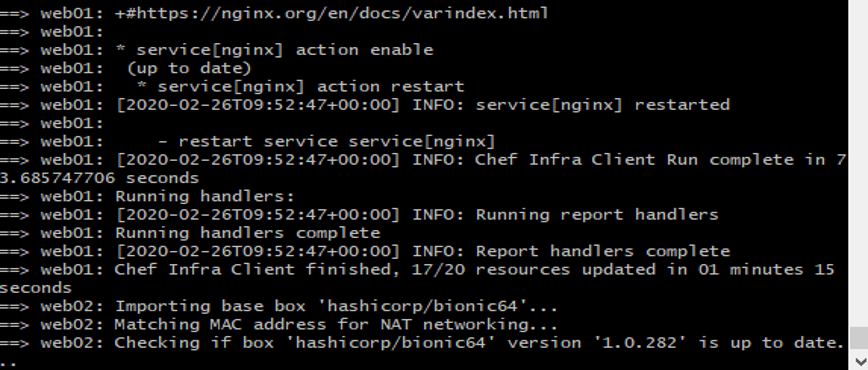 ==> web01: +#https://nginx.org/en/docs/varindex.html
==> web01:
==> web01: * service[nginx] action enable
==> web01:  (up to date)
==> web01:   * service[nginx] action restart
==> web01: [2020-02-26T09:52:47+00:00] INFO: service[nginx] restarted
==> web01:
==> web01:     - restart service service[nginx]
==> web01: [2020-02-26T09:52:47+00:00] INFO: Chef Infra Client Run complete in 7
3.685747706 seconds
==> web01: Running handlers:
==> web01: [2020-02-26T09:52:47+00:00] INFO: Running report handlers
==> web01: Running handlers complete
==> web01: [2020-02-26T09:52:47+00:00] INFO: Report handlers complete
==> web01: Chef Infra Client finished, 17/20 resources updated in 01 minutes 15
seconds
==> web02: Importing base box 'hashicorp/bionic64'...
==> web02: Matching MAC address for NAT networking...
==> web02: Checking if box 'hashicorp/bionic64' version '1.0.282' is up to date.
..